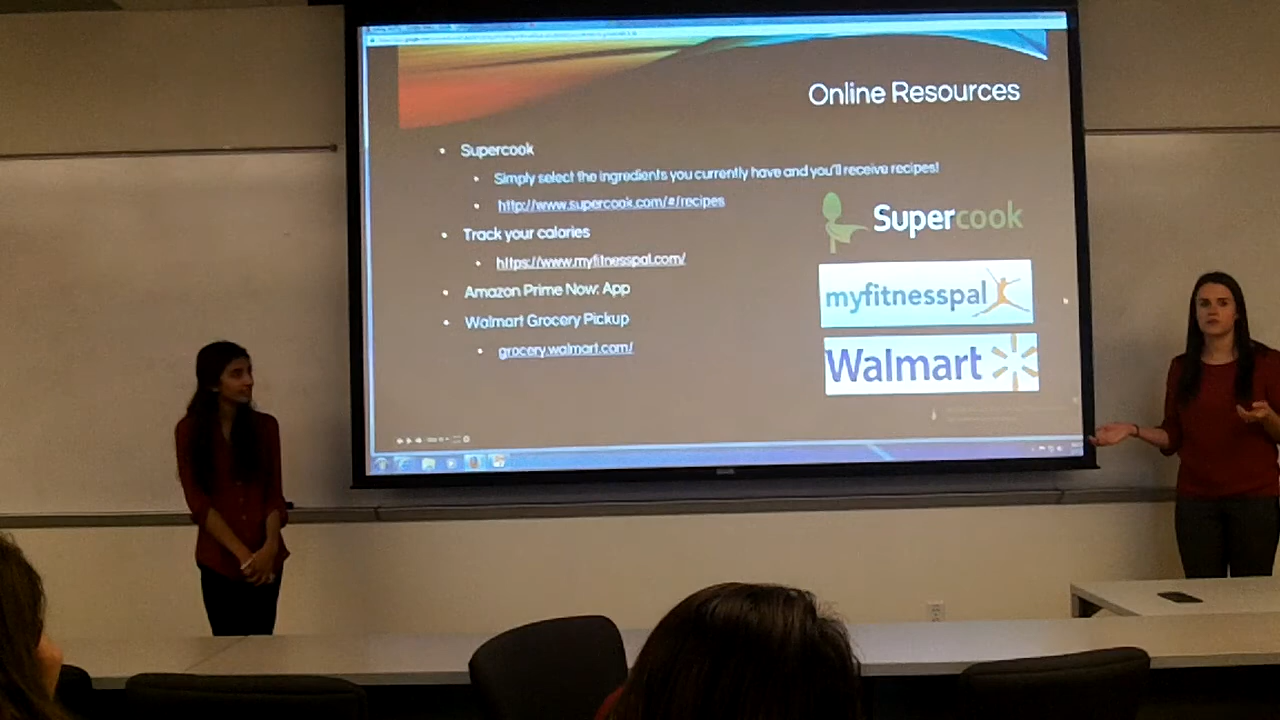 Online Resources
Supercook
Simply select the ingredients you currently have and you'll receive recipes!
http://www.supercook.com/#/recipes
Track your calories
https://www.myfitnesspal.com/
Amazon Prime Now: App
Walmart Grocery Pickup
grocery.walmart.com/
Supercook
myfitnesspal
Walmart